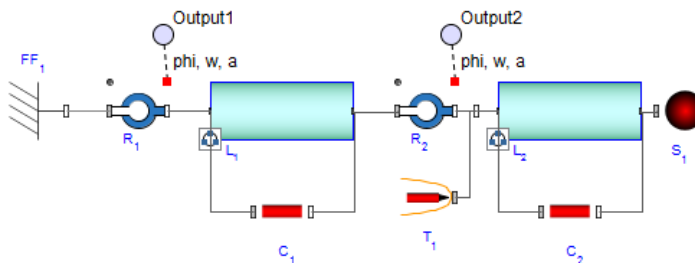 Output1
Output2
FF1
phi, w, a
phi, w, a
R1
L1
R2
L2
S1
C1
T1
C2